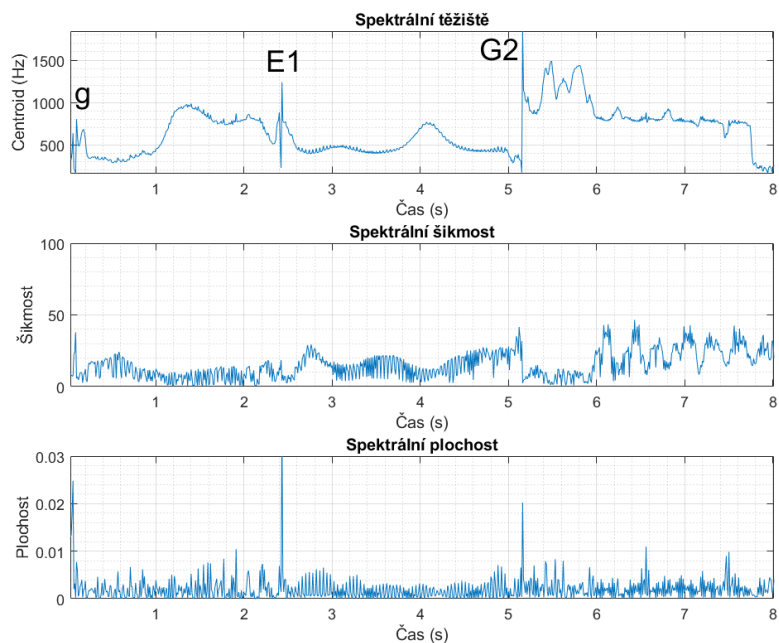 Spektrální těžiště
Centroid (Hz)
1500
1000
500
g
E1
G2
1 2 3 4 5 6 7 8
Čas (s)
Spektrální šikmost
Šikmost
100
50
0
1 2 3 4 5 6 7 8
Čas (s)
Spektrální plochost
Plochost
0.03
0.02
0.01
0
1 2 3 4 5 6 7 8
Čas (s)